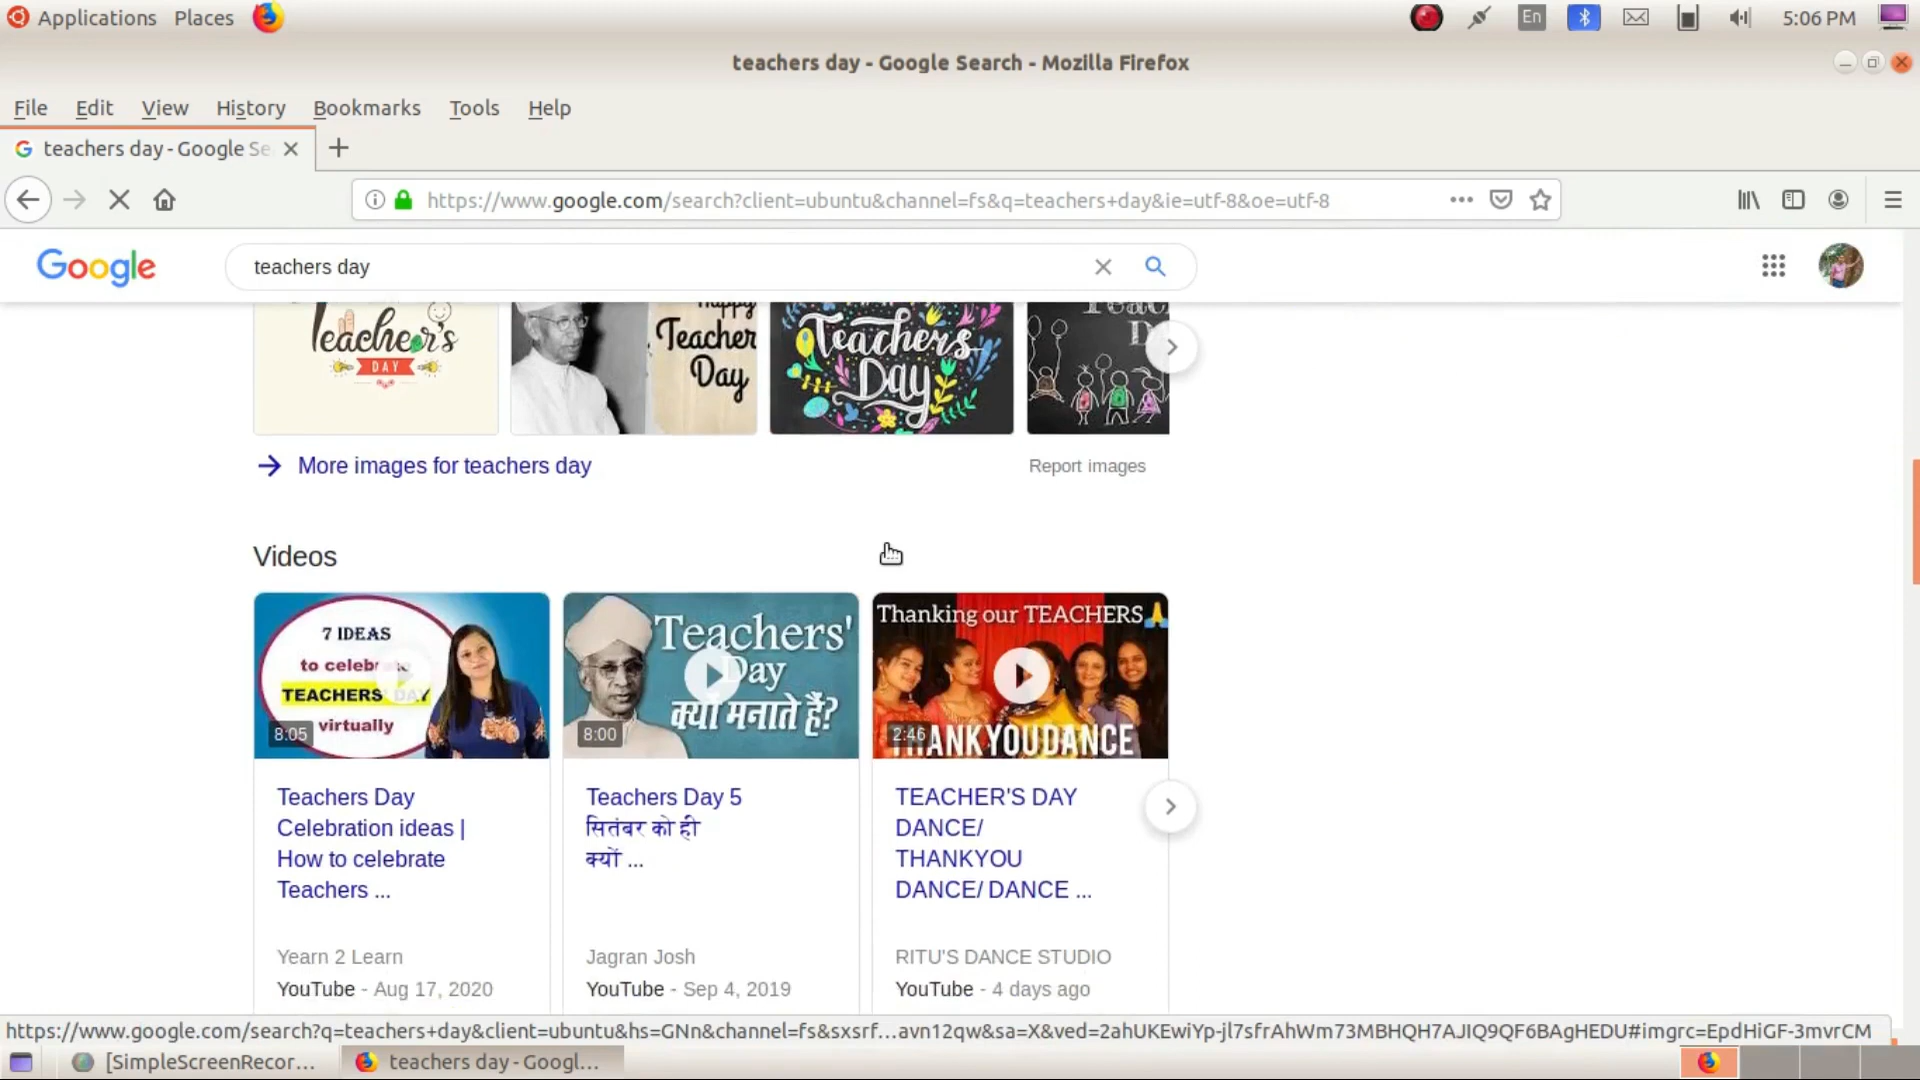 Applications Places
En
5:06 PM
teachers day - Google Search - Mozilla Firefox
File Edit View History Bookmarks Tools Help
teachers day - Google Se
https://www.google.com/search?client=ubuntu&channel=fs&q=teachers+day&ie=utf-8&oe=utf-8
Google
teachers day
Teacher's
DAY
Happy
Teacher
Day
Teachers
Day
More images for teachers day
Report images
Videos
7 IDEAS
to celebrate
TEACHERS' DAY
virtually
8:05
Teachers'
Day
क्यों मनाते हैं?
8:00
Thanking our TEACHERS
THANKYOUDANCE
2:46
Teachers Day
Celebration ideas |
How to celebrate
Teachers ...
Yearn 2 Learn
YouTube - Aug 17, 2020
Teachers Day 5
सितंबर को ही
क्यों ...
Jagran Josh
YouTube - Sep 4, 2019
TEACHER'S DAY
DANCE/
THANKYOU
DANCE/ DANCE ...
RITU'S DANCE STUDIO
YouTube - 4 days ago
https://www.google.com/search?q=teachers+day&client=ubuntu&hs=GNn&channel=fs&sxsrf...avn12qw&sa=X&ved=2ahUKEwiYp-jl7sfrAhWm73MBHQH7AJIQ9QF6BAgHEDU#imgrc=EpdHiGF-3mvrCM
[SimpleScreenRecor...
teachers day - Googl...